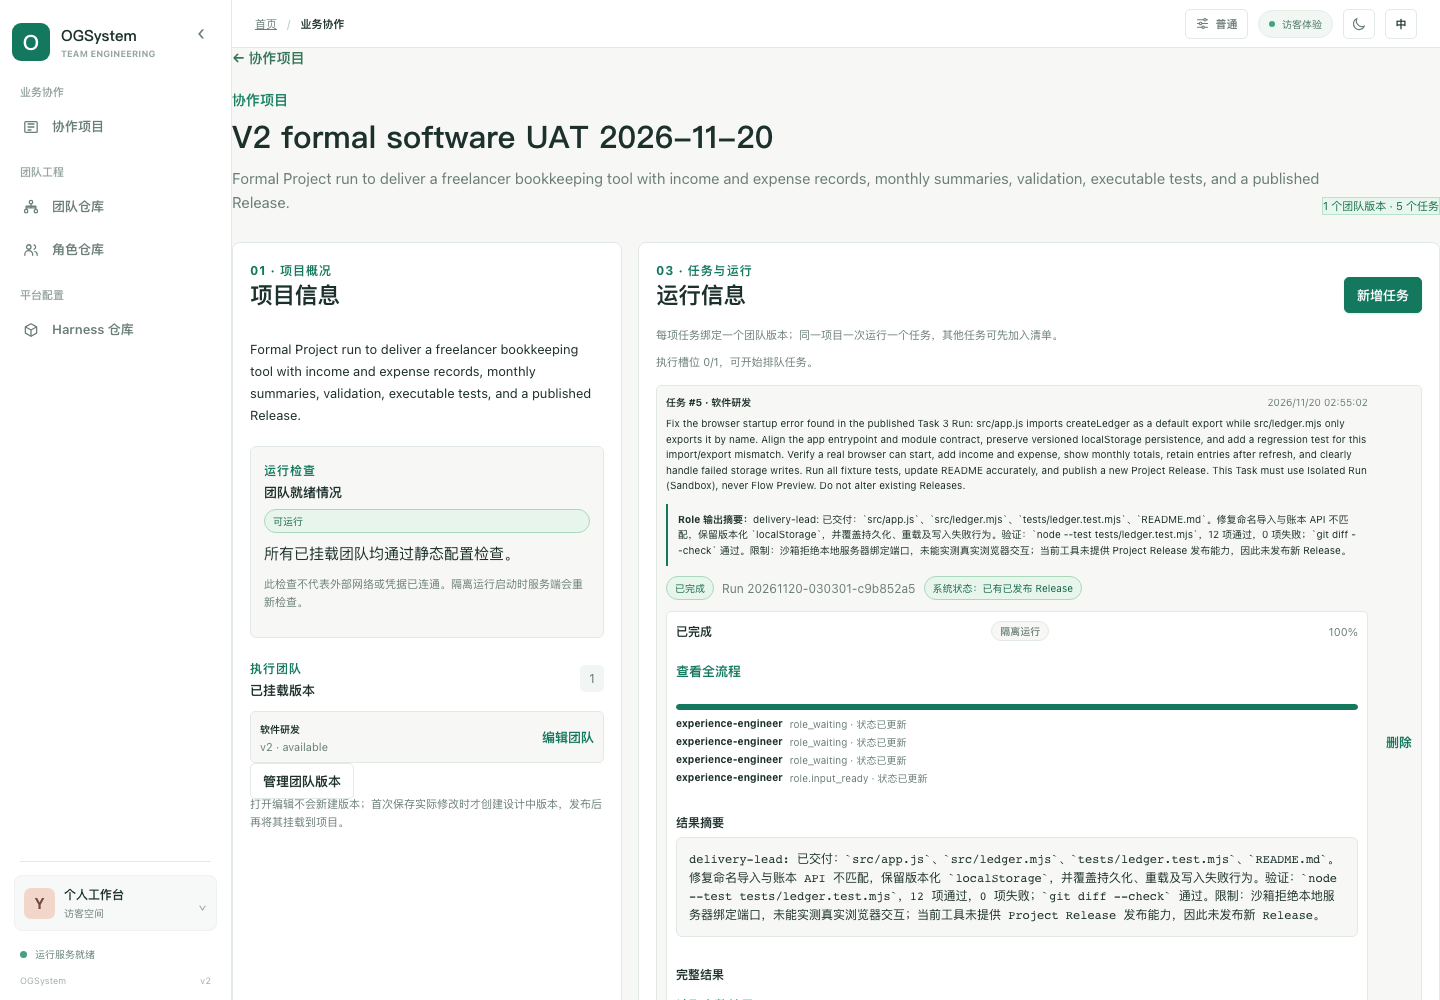 O
OGSystem
TEAM ENGINEERING
业务协作
协作项目
团队工程
团队仓库
角色仓库
平台配置
Harness 仓库
Y
个人工作台
访客空间
运行服务就绪
OGSystem
v2
首页 / 业务协作
普通
访客体验
中
← 协作项目
协作项目
V2 formal software UAT 2026–11–20
Formal Project run to deliver a freelancer bookkeeping tool with income and expense records, monthly summaries, validation, executable tests, and a published
Release.
1 个团队版本 · 5 个任务
01 · 项目概况
项目信息
Formal Project run to deliver a freelancer bookkeeping
tool with income and expense records, monthly
summaries, validation, executable tests, and a published
Release.
运行检查
团队就绪情况
可运行
所有已挂载团队均通过静态配置检查。
此检查不代表外部网络或凭据已连通。隔离运行启动时服务端会重
新检查。
执行团队
已挂载版本
1
软件研发
v2 · available
编辑团队
管理团队版本
打开编辑不会新建版本；首次保存实际修改时才创建设计中版本，发布后
再将其挂载到项目。
03 · 任务与运行
运行信息
新增任务
每项任务绑定一个团队版本；同一项目一次运行一个任务，其他任务可先加入清单。
执行槽位 0/1，可开始排队任务。
任务 #5 · 软件研发
2026/11/20 02:55:02
Fix the browser startup error found in the published Task 3 Run: src/app.js imports createLedger as a default export while src/ledger.mjs only
exports it by name. Align the app entrypoint and module contract, preserve versioned localStorage persistence, and add a regression test for this
import/export mismatch. Verify a real browser can start, add income and expense, show monthly totals, retain entries after refresh, and clearly
handle failed storage writes. Run all fixture tests, update README accurately, and publish a new Project Release. This Task must use Isolated Run
(Sandbox), never Flow Preview. Do not alter existing Releases.
Role 输出摘要：delivery-lead: 已交付：`src/app.js`、`src/ledger.mjs`、`tests/ledger.test.mjs`、`README.md`。修复命名导入与账本 API 不匹
配，保留版本化 `localStorage`，并覆盖持久化、重载及写入失败行为。验证：`node --test tests/ledger.test.mjs`，12 项通过，0 项失败；`git diff -
-check` 通过。限制：沙箱拒绝本地服务器绑定端口，未能实测真实浏览器交互；当前工具未提供 Project Release 发布能力，因此未发布新 Release。
已完成
Run 20261120-030301-c9b852a5
系统状态：已有已发布 Release
已完成
隔离运行
100%
查看全流程
experience-engineer role_waiting · 状态已更新
experience-engineer role_waiting · 状态已更新
experience-engineer role_waiting · 状态已更新
experience-engineer role.input_ready · 状态已更新
删除
结果摘要
delivery-lead: 已交付：`src/app.js`、`src/ledger.mjs`、`tests/ledger.test.mjs`、`README.md`。
修复命名导入与账本 API 不匹配，保留版本化 `localStorage`，并覆盖持久化、重载及写入失败行为。验证：`node
--test tests/ledger.test.mjs`，12 项通过，0 项失败；`git diff --check` 通过。限制：沙箱拒绝本地服
务器绑定端口，未能实测真实浏览器交互；当前工具未提供 Project Release 发布能力，因此未发布新 Release。
完整结果